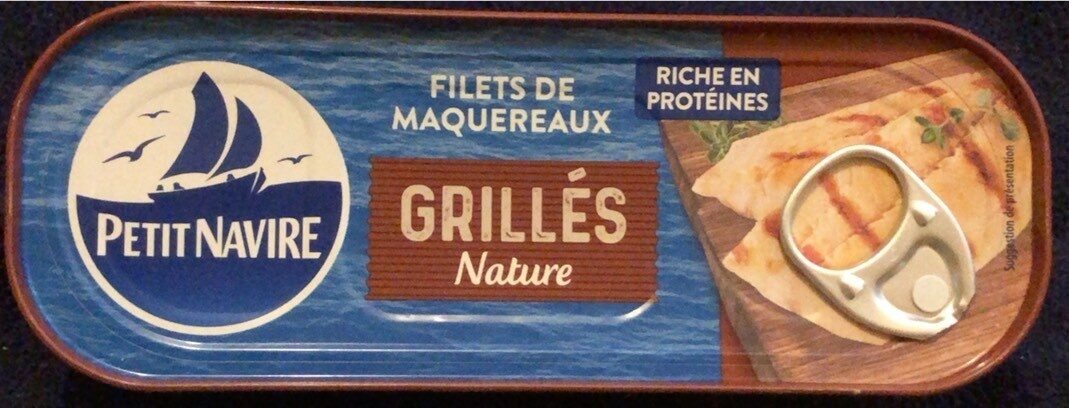 PETIT NAVIRE
FILETS DE
MAQUEREAUX
GRILLÉS
Nature
RICHE EN
PROTÉINES
Suggestion de présentation